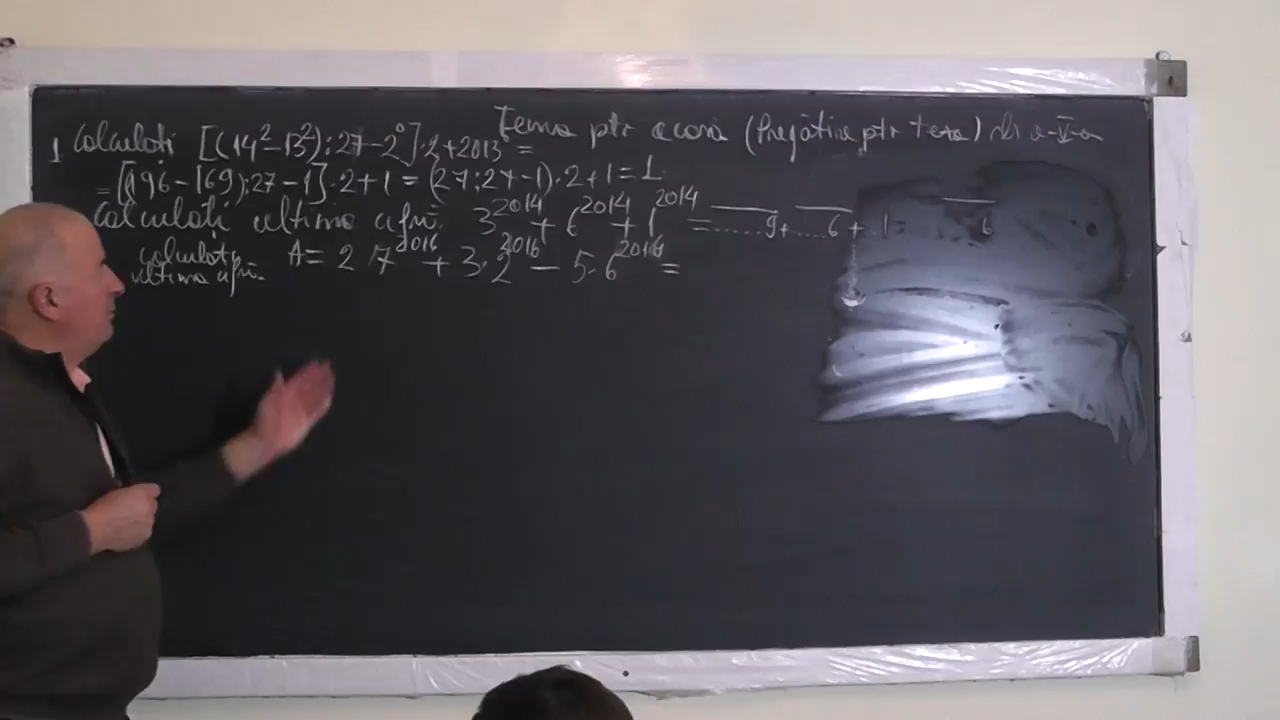 Tema ptr acasă (Pregătire ptr teza) cls a-V-a
1 Calculati [(14²-13²):27-2⁰]·2+2013⁰=
=[(196-169):27-1]·2+1=(27:27-1)·2+1=1
Calculați ultima cifră 3²⁰¹⁴+6²⁰¹⁴+1²⁰¹⁴=......9+.....6+1= 6
calculați ultima cifră A=2 7²⁰¹⁶+3·2²⁰¹⁶-5·6²⁰¹⁶=